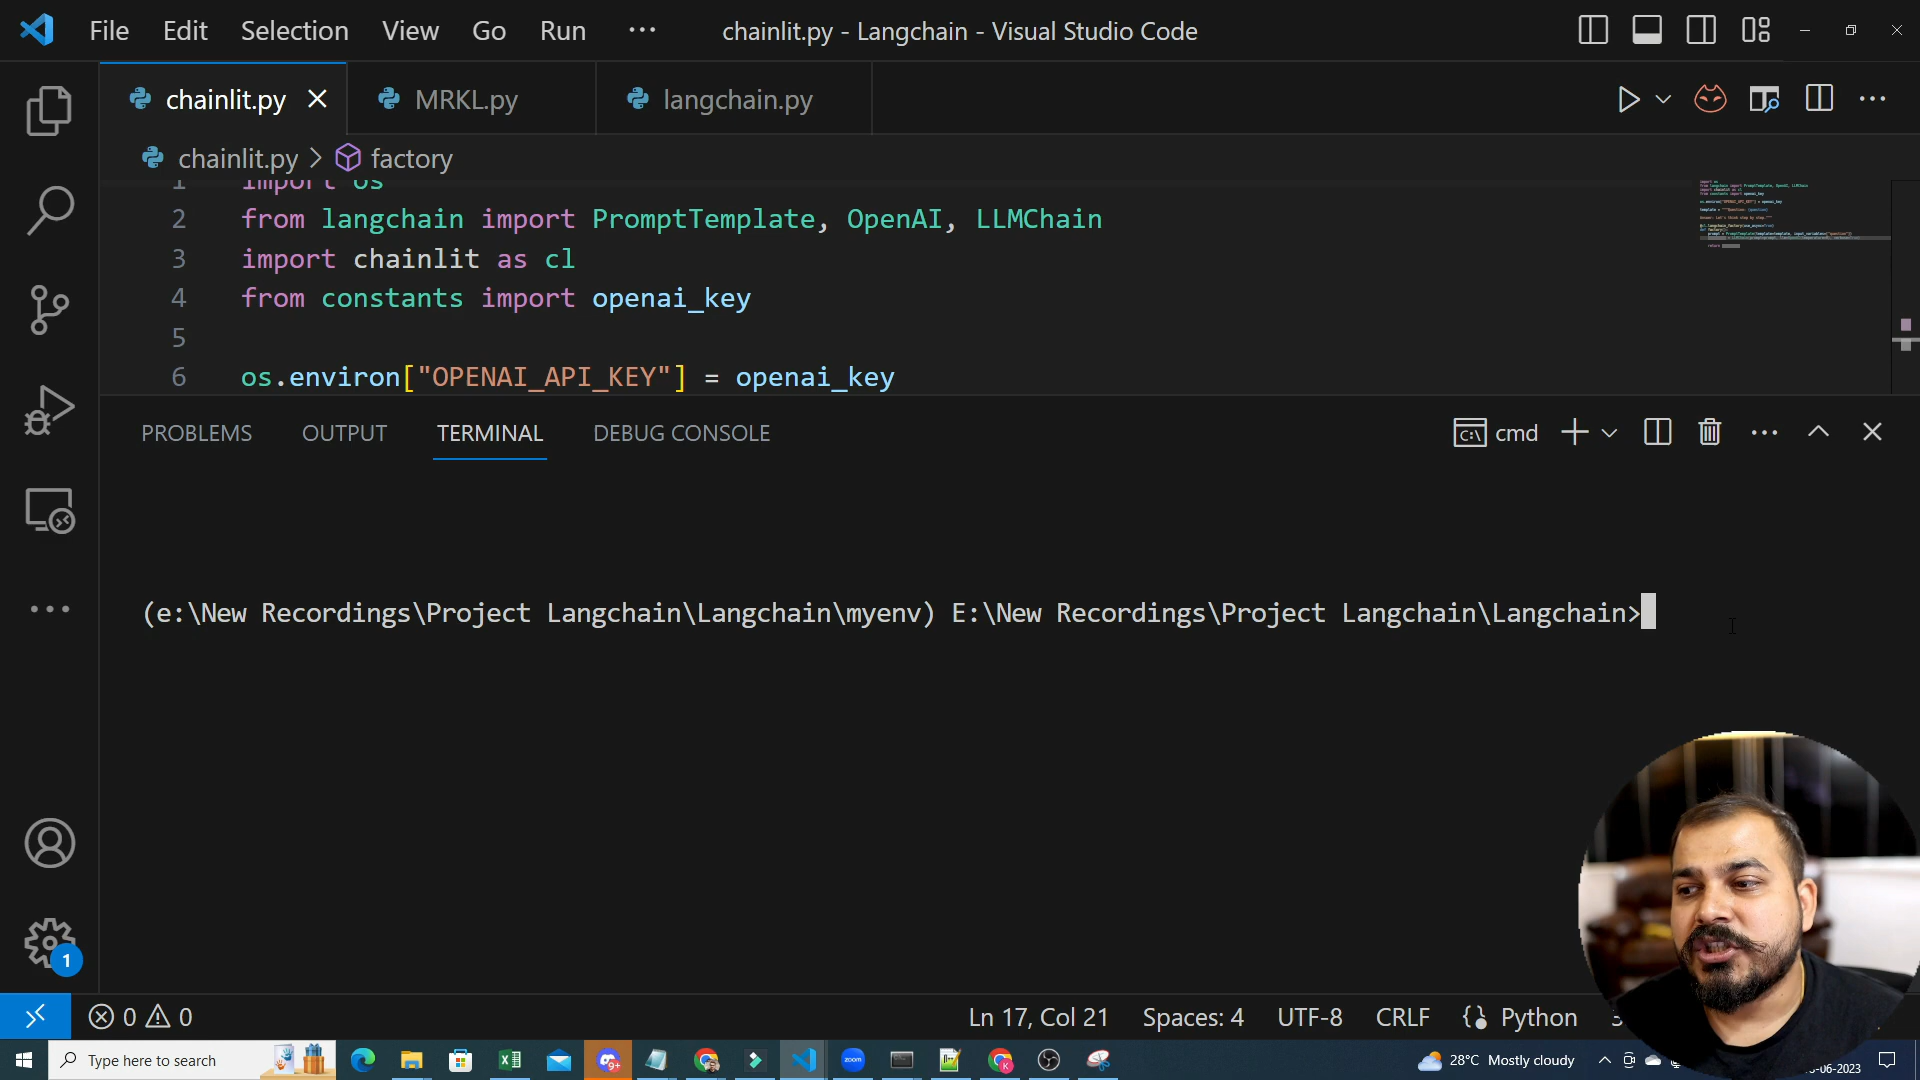 File Edit Selection View Go Run ··· chainlit.py - Langchain - Visual Studio Code
chainlit.py MRKL.py langchain.py
chainlit.py > factory
1 import os
2 from langchain import PromptTemplate, OpenAI, LLMChain
3 import chainlit as cl
4 from constants import openai_key
5
6 os.environ["OPENAI_API_KEY"] = openai_key
PROBLEMS OUTPUT TERMINAL DEBUG CONSOLE cmd
(e:\New Recordings\Project Langchain\Langchain\myenv) E:\New Recordings\Project Langchain\Langchain>
1
0 0 Ln 17, Col 21 Spaces: 4 UTF-8 CRLF Python
Type here to search 28°C Mostly cloudy